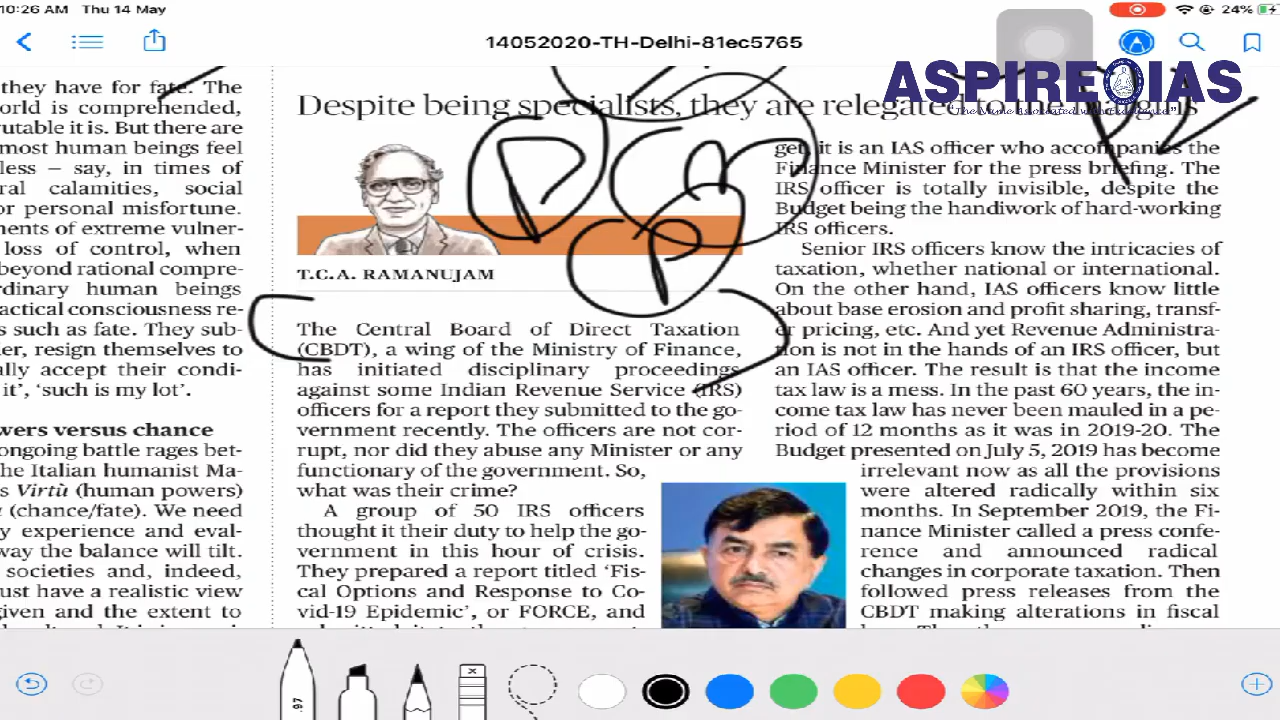 10:26 AM Thu 14 May
24%
14052020-TH-Delhi-81ec5765
ASPIRE IAS
they have for fate. The
world is comprehended,
rutable it is. But there are
most human beings feel
less – say, in times of
ral calamities, social
or personal misfortune.
ments of extreme vulner-
loss of control, when
beyond rational compre-
rdinary human beings
actical consciousness re-
s such as fate. They sub-
er, resign themselves to
ally accept their condi-
it’, ‘such is my lot’.
wers versus chance
ongoing battle rages bet-
he Italian humanist Ma-
s Virtù (human powers)
(chance/fate). We need
y experience and eval-
way the balance will tilt.
societies and, indeed,
ust have a realistic view
given and the extent to
Despite being specialists, they are relegated
T.C.A. RAMANUJAM
The Central Board of Direct Taxation
(CBDT), a wing of the Ministry of Finance,
has initiated disciplinary proceedings
against some Indian Revenue Service (IRS)
officers for a report they submitted to the go-
vernment recently. The officers are not cor-
rupt, nor did they abuse any Minister or any
functionary of the government. So,
what was their crime?
A group of 50 IRS officers
thought it their duty to help the go-
vernment in this hour of crisis.
They prepared a report titled ‘Fis-
cal Options and Response to Co-
vid-19 Epidemic’, or FORCE, and
get, it is an IAS officer who accompanies the
Finance Minister for the press briefing. The
IRS officer is totally invisible, despite the
Budget being the handiwork of hard-working
IRS officers.
Senior IRS officers know the intricacies of
taxation, whether national or international.
On the other hand, IAS officers know little
about base erosion and profit sharing, transf-
er pricing, etc. And yet Revenue Administra-
tion is not in the hands of an IRS officer, but
an IAS officer. The result is that the income
tax law is a mess. In the past 60 years, the in-
come tax law has never been mauled in a pe-
riod of 12 months as it was in 2019-20. The
Budget presented on July 5, 2019 has become
irrelevant now as all the provisions
were altered radically within six
months. In September 2019, the Fi-
nance Minister called a press confe-
rence and announced radical
changes in corporate taxation. Then
followed press releases from the
CBDT making alterations in fiscal